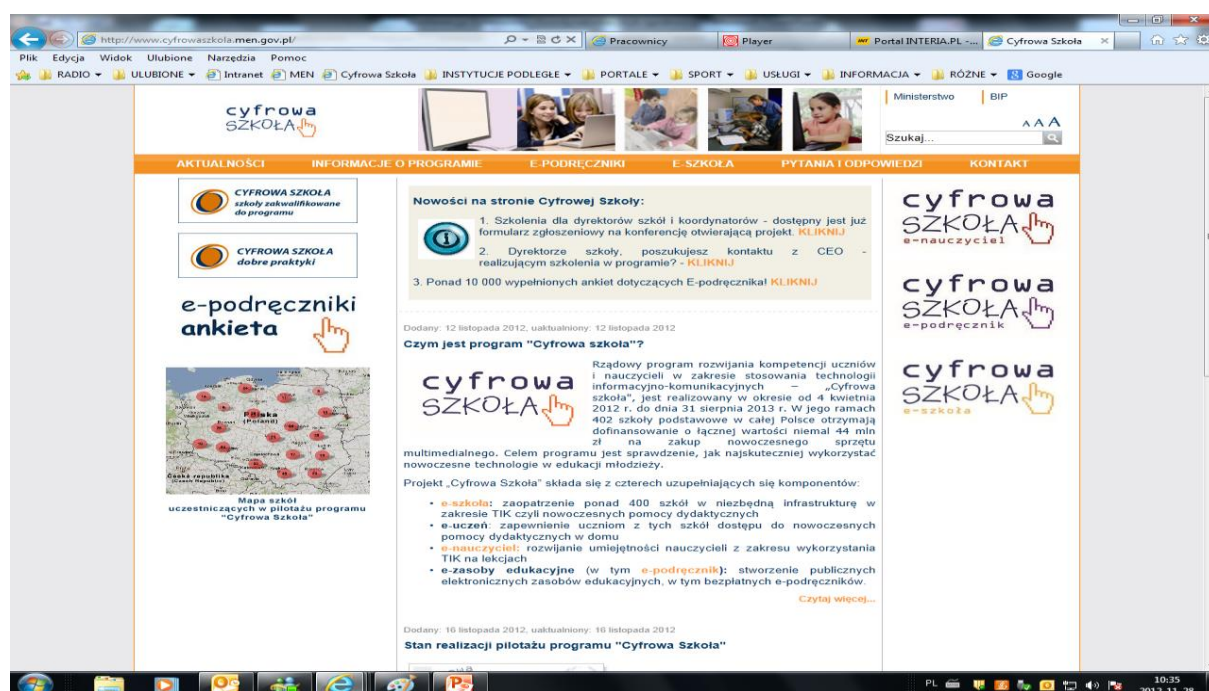 http://www.cyfrowaszkola.men.gov.pl/
Pracownicy
Player
Portal INTERIA.PL -...
Cyfrowa Szkoła
Plik Edycja Widok Ulubione Narzędzia Pomoc
RADIO ULUBIONE Intranet MEN Cyfrowa Szkoła INSTYTUCJE PODLEGŁE PORTALE SPORT USŁUGI INFORMACJA RÓŻNE Google
cyfrowa
SZKOŁA
Ministerstwo BIP
A A A
Szukaj...
AKTUALNOŚCI INFORMACJE O PROGRAMIE E-PODRĘCZNIKI E-SZKOŁA PYTANIA I ODPOWIEDZI KONTAKT
CYFROWA SZKOŁA
szkoły zakwalifikowane
do programu
CYFROWA SZKOŁA
dobre praktyki
e-podręczniki
ankieta
Polska
(Poland)
Česká republika
(Czech Republic)
Mapa szkół
uczestniczących w pilotażu programu
"Cyfrowa Szkoła"
Nowości na stronie Cyfrowej Szkoły:
1. Szkolenia dla dyrektorów szkół i koordynatorów - dostępny jest już
formularz zgłoszeniowy na konferencję otwierającą projekt. KLIKNIJ
2. Dyrektorze szkoły, poszukujesz kontaktu z CEO -
realizującym szkolenia w programie? - KLIKNIJ
3. Ponad 10 000 wypełnionych ankiet dotyczących E-podręcznika! KLIKNIJ
Dodany: 12 listopada 2012, uaktualniony: 12 listopada 2012
Czym jest program "Cyfrowa szkoła"?
cyfrowa
SZKOŁA
Rządowy program rozwijania kompetencji uczniów
i nauczycieli w zakresie stosowania technologii
informacyjno-komunikacyjnych – „Cyfrowa
szkoła", jest realizowany w okresie od 4 kwietnia
2012 r. do dnia 31 sierpnia 2013 r. W jego ramach
402 szkoły podstawowe w całej Polsce otrzymają
dofinansowanie o łącznej wartości niemal 44 mln
zł na zakup nowoczesnego sprzętu
multimedialnego. Celem programu jest sprawdzenie, jak najskuteczniej wykorzystać
nowoczesne technologie w edukacji młodzieży.
Projekt „Cyfrowa Szkoła" składa się z czterech uzupełniających się komponentów:
• e-szkoła: zaopatrzenie ponad 400 szkół w niezbędną infrastrukturę w
zakresie TIK czyli nowoczesnych pomocy dydaktycznych
• e-uczeń: zapewnienie uczniom z tych szkół dostępu do nowoczesnych
pomocy dydaktycznych w domu
• e-nauczyciel: rozwijanie umiejętności nauczycieli z zakresu wykorzystania
TIK na lekcjach
• e-zasoby edukacyjne (w tym e-podręcznik): stworzenie publicznych
elektronicznych zasobów edukacyjnych, w tym bezpłatnych e-podręczników.
Czytaj więcej...
Dodany: 16 listopada 2012, uaktualniony: 16 listopada 2012
Stan realizacji pilotażu programu "Cyfrowa Szkoła"
cyfrowa
SZKOŁA
e-nauczyciel
cyfrowa
SZKOŁA
e-podręcznik
cyfrowa
SZKOŁA
e-szkoła
PL
10:35
2012-11-28